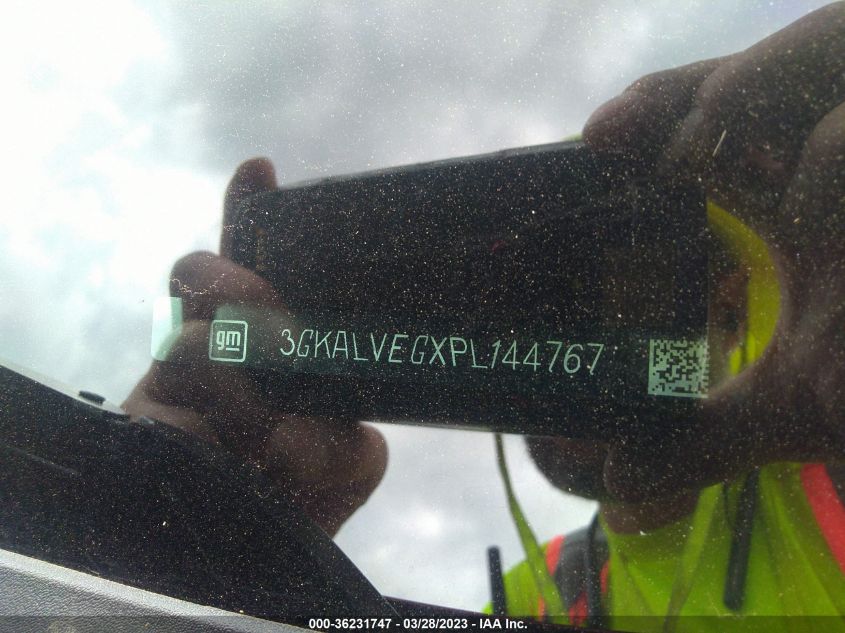 gm 3GKALVEGXPL144767
000-36231747 - 03/28/2023 - IAA Inc.